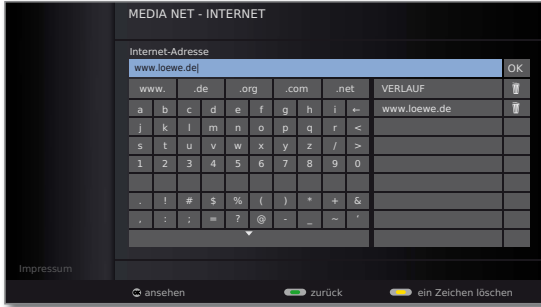 MEDIA NET - INTERNET
Internet-Adresse
www.loewe.de OK
www. .de .org .com .net VERLAUF
a b c d e f g h i ← www.loewe.de
j k l m n o p q r <
s t u v w x y z / >
1 2 3 4 5 6 7 8 9 0
. ! # $ % ( ) * + &
, : ; = ? @ - _ ~ '
Impressum
OK ansehen zurück ein Zeichen löschen